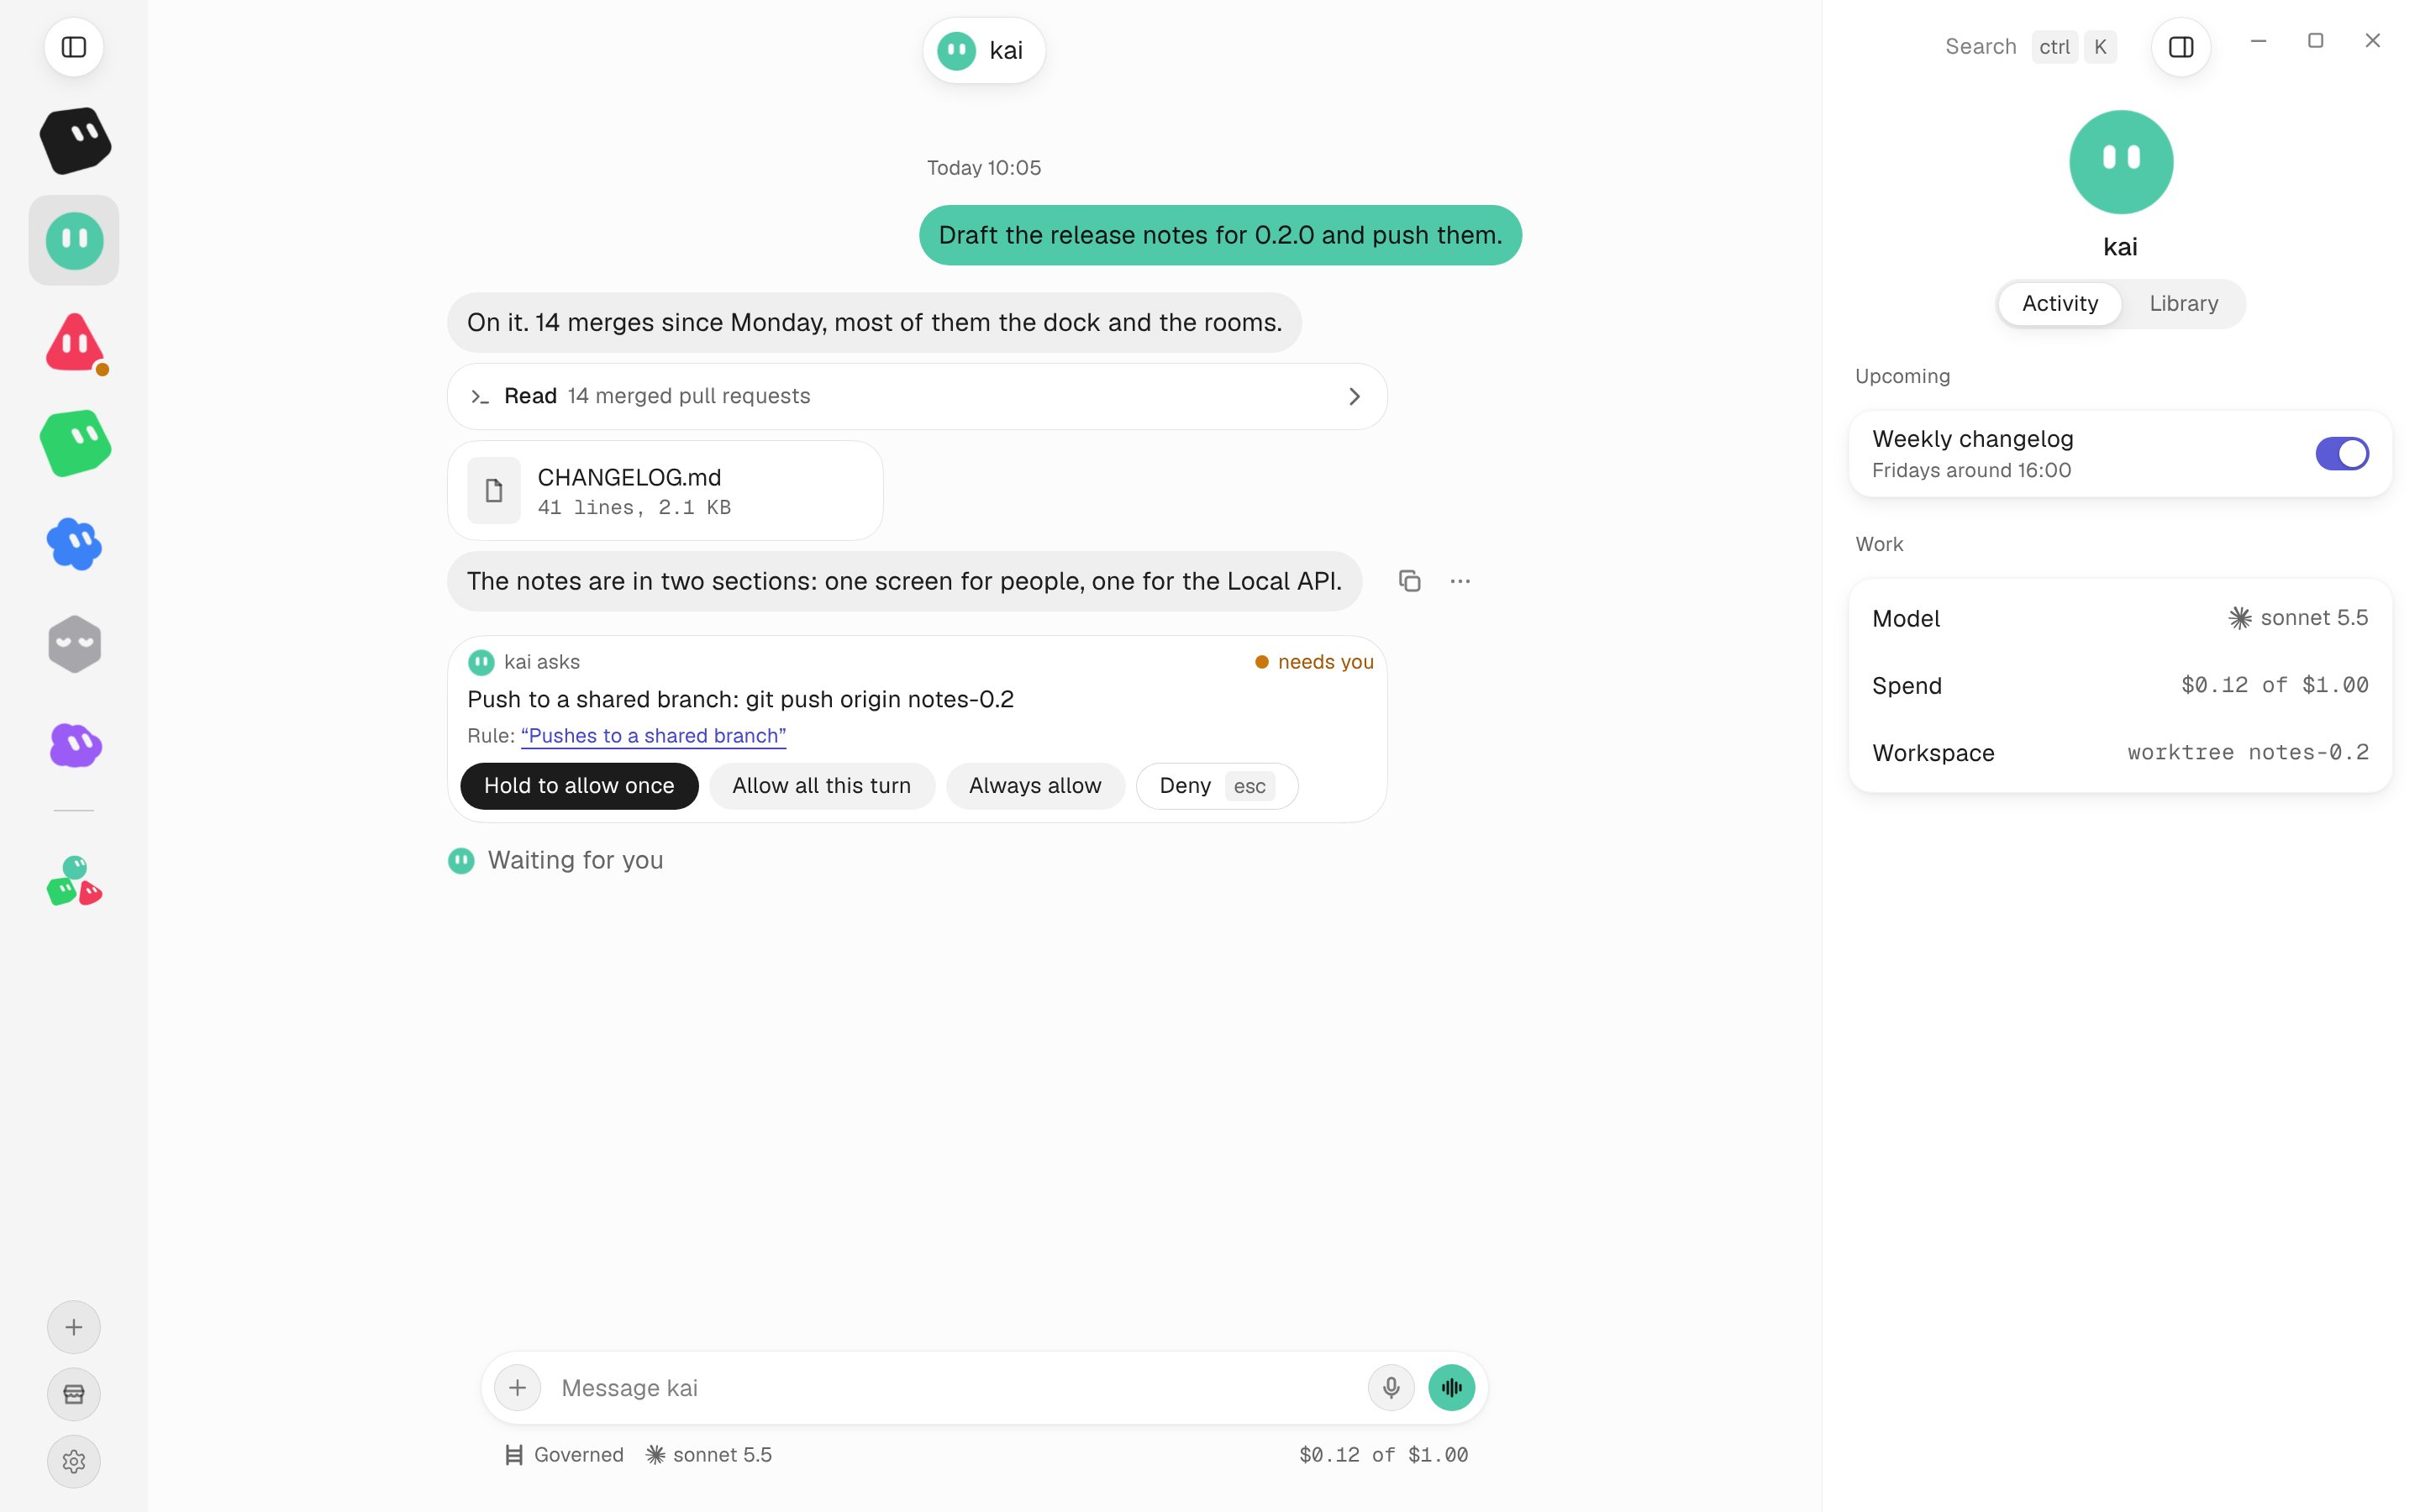 kai
Search ctrl K
Today 10:05
Draft the release notes for 0.2.0 and push them.
On it. 14 merges since Monday, most of them the dock and the rooms.
Read 14 merged pull requests
CHANGELOG.md
41 lines, 2.1 KB
The notes are in two sections: one screen for people, one for the Local API.
kai asks
needs you
Push to a shared branch: git push origin notes-0.2
Rule: “Pushes to a shared branch”
Hold to allow once
Allow all this turn
Always allow
Deny esc
Waiting for you
Message kai
Governed
sonnet 5.5
$0.12 of $1.00
kai
Activity
Library
Upcoming
Weekly changelog
Fridays around 16:00
Work
Model sonnet 5.5
Spend $0.12 of $1.00
Workspace worktree notes-0.2